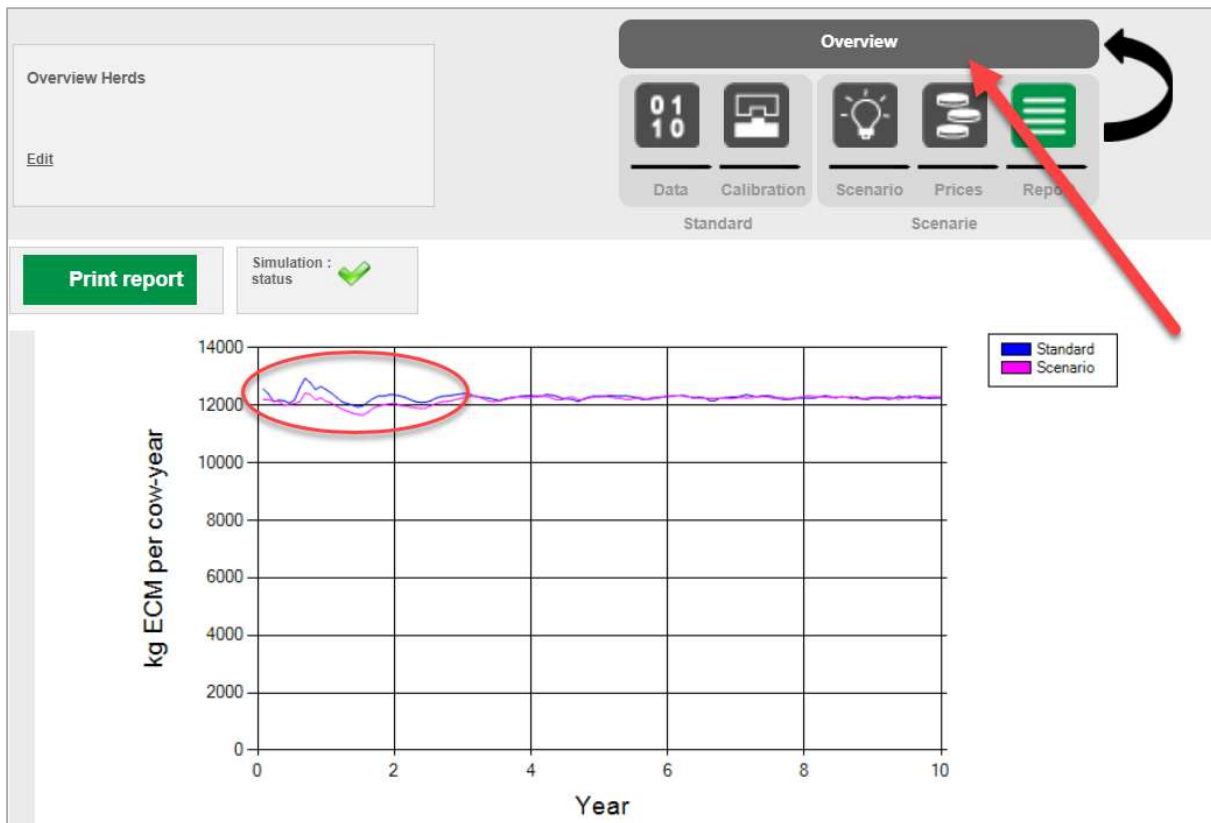 Overview
Overview Herds
Edit
0 1
1 0
Data Calibration Scenario Prices Report
Standard Scenarie
Print report
Simulation :
status
14000
12000
10000
8000
6000
4000
2000
0
kg ECM per cow-year
0 2 4 6 8 10
Year
Standard
Scenario